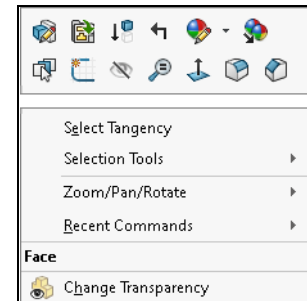 Select Tangency
Selection Tools
Zoom/Pan/Rotate
Recent Commands
Face
Change Transparency